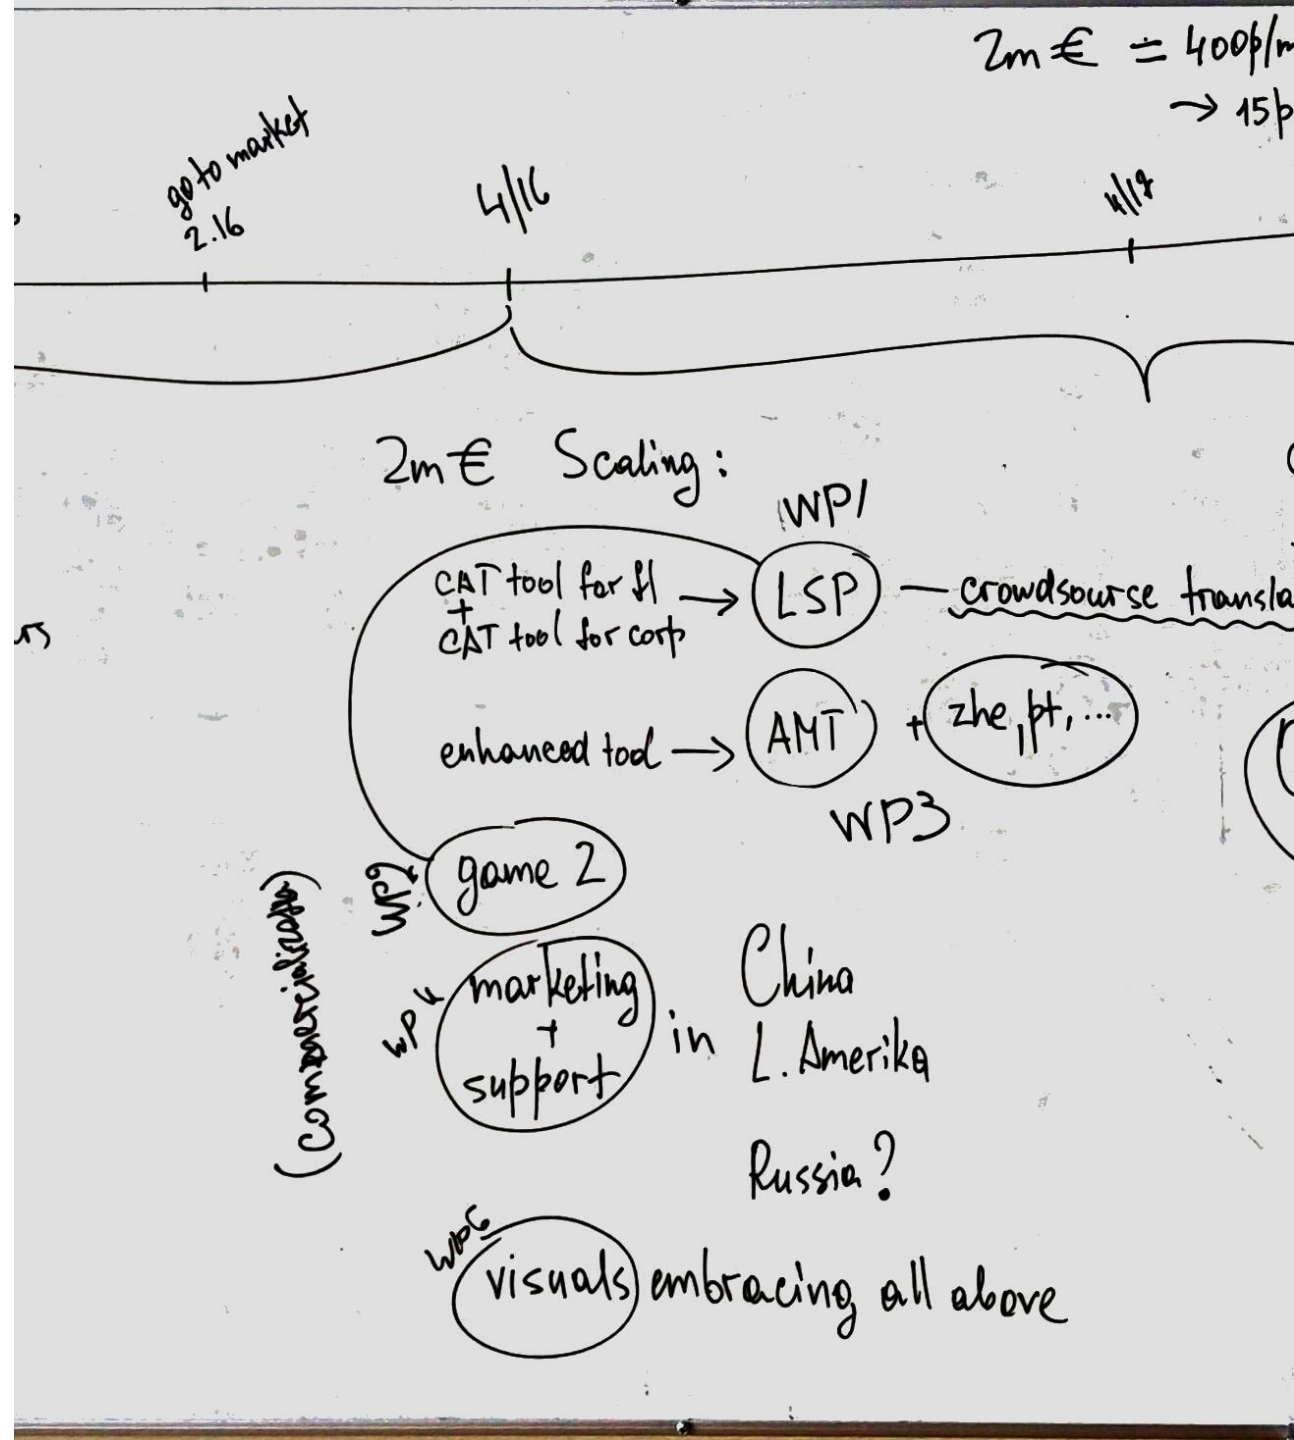 2m € = 400p/m
→ 15p
go to market
2.16
4/16
2m € Scaling:
WP1
CAT tool for fl → LSP — crowdsourse transla
+
CAT tool for corp
enhanced tool → AMT + zhe, pt, ...
WP3
WP2 game 2
(Commercialization)
WP4 marketing
+
support
in China
L. Amerika
Russia?
visuals embracing all above